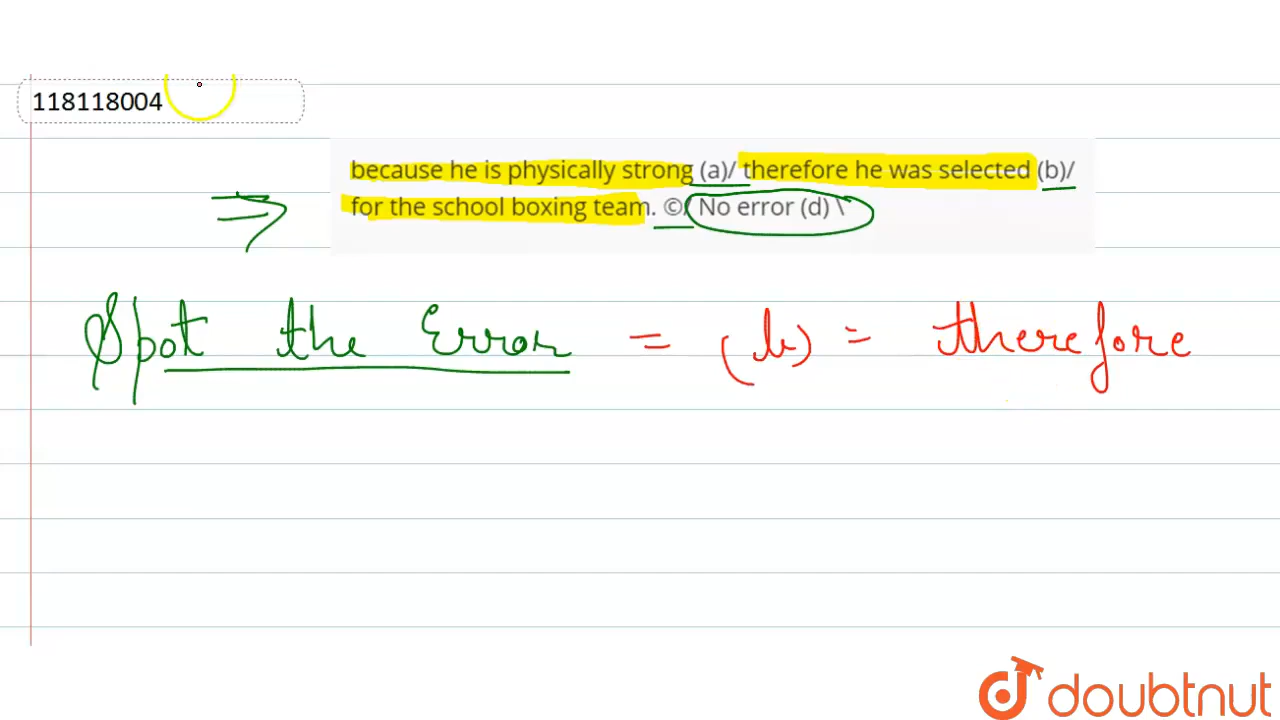 118118004
because he is physically strong (a)/ therefore he was selected (b)/
for the school boxing team. ©/ No error (d) \
Spot the Error = (b) = therefore
doubtnut